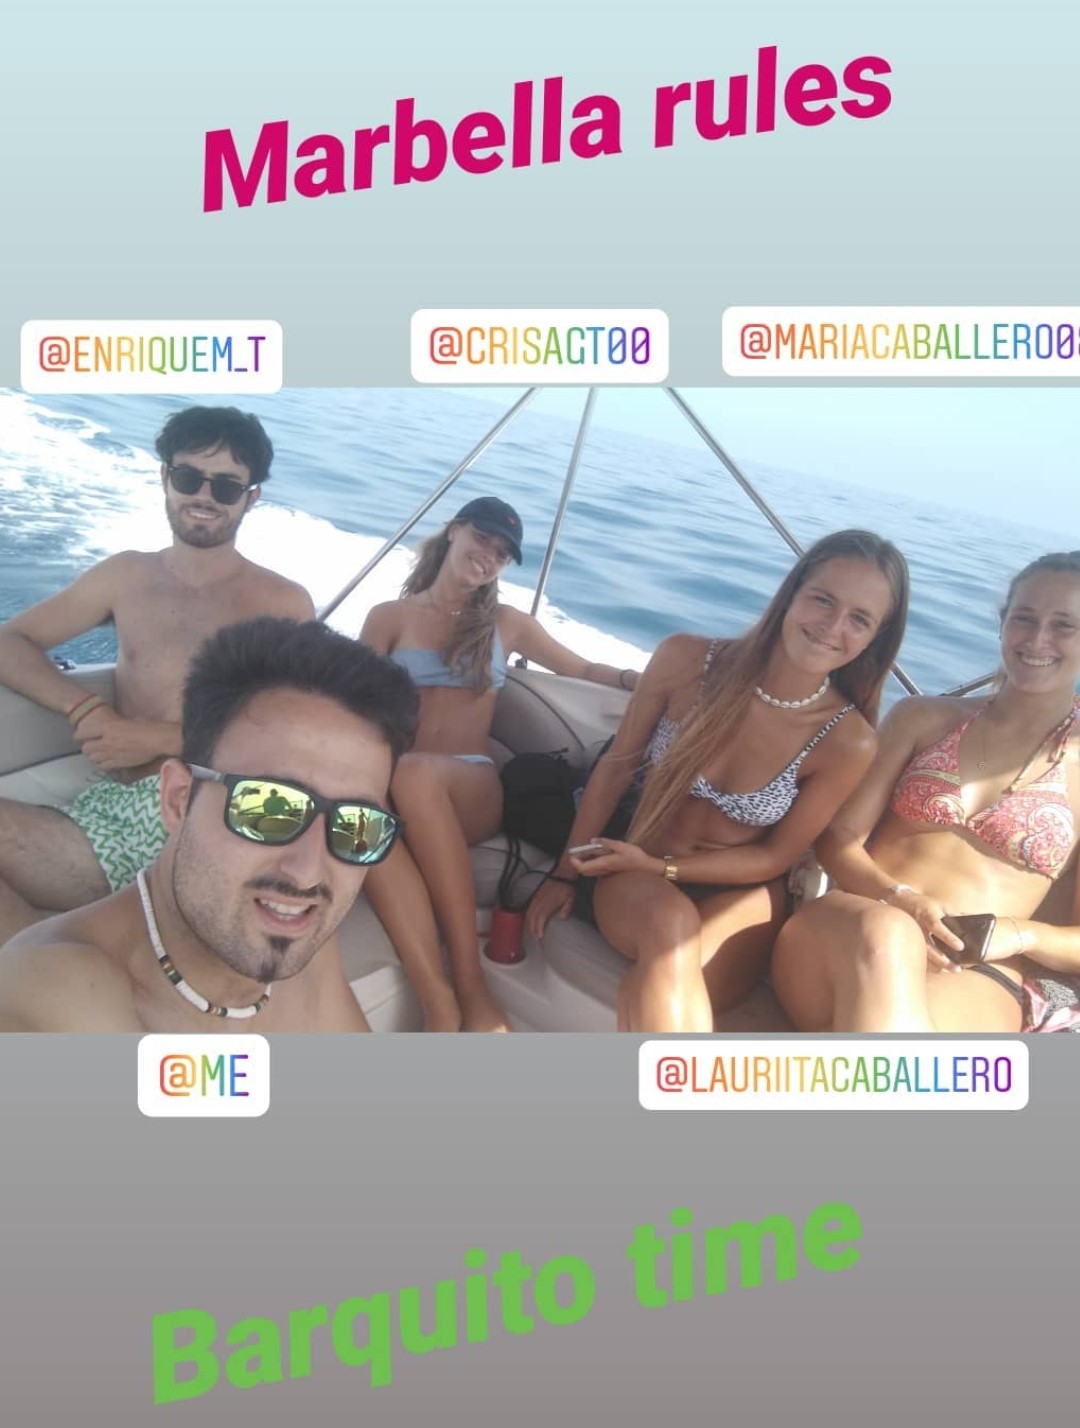 Marbella rules
@ENRIQUEM_T
@CRISAGT00
@MARIACABALLERO0
@ME
@LAURIITACABALLERO
Barquito time